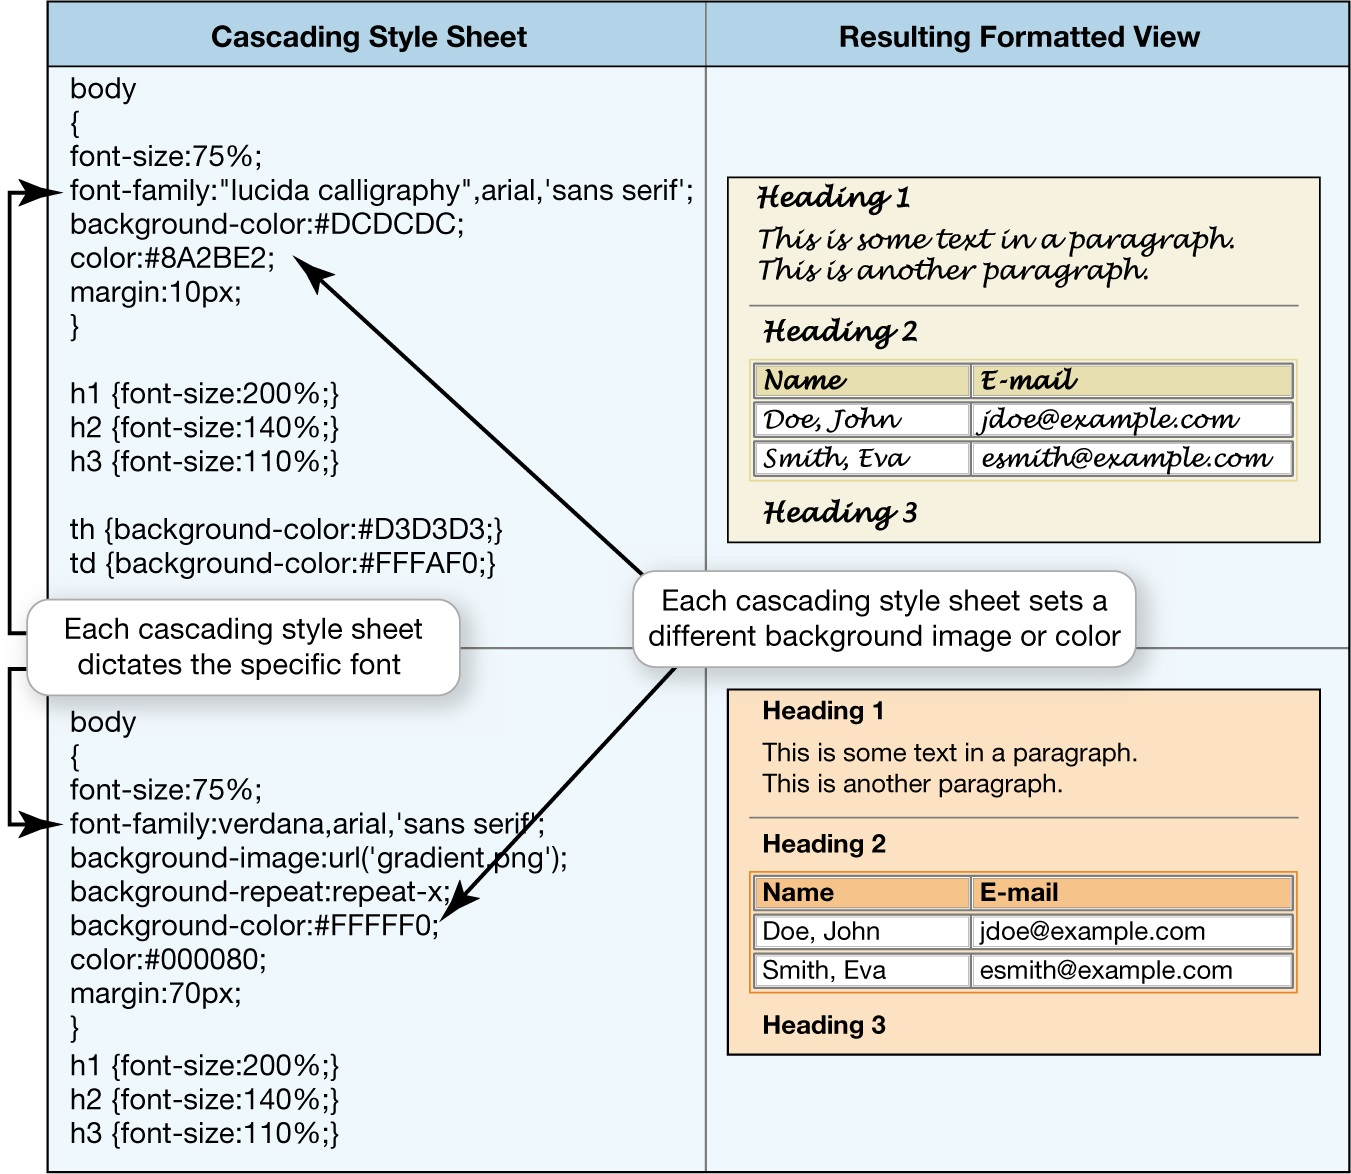 Cascading Style Sheet
Resulting Formatted View
body
{
font-size:75%;
font-family:"lucida calligraphy",arial,'sans serif';
background-color:#DCDCDC;
color:#8A2BE2;
margin:10px;
}
h1 {font-size:200%;}
h2 {font-size:140%;}
h3 {font-size:110%;}
th {background-color:#D3D3D3;}
td {background-color:#FFFAF0;}
Heading 1
This is some text in a paragraph.
This is another paragraph.
Heading 2
Name E-mail
Doe, John jdoe@example.com
Smith, Eva esmith@example.com
Heading 3
Each cascading style sheet
dictates the specific font
Each cascading style sheet sets a
different background image or color
body
{
font-size:75%;
font-family:verdana,arial,'sans serif';
background-image:url('gradient.png');
background-repeat:repeat-x;
background-color:#FFFFF0;
color:#000080;
margin:70px;
}
h1 {font-size:200%;}
h2 {font-size:140%;}
h3 {font-size:110%;}
Heading 1
This is some text in a paragraph.
This is another paragraph.
Heading 2
Name E-mail
Doe, John jdoe@example.com
Smith, Eva esmith@example.com
Heading 3